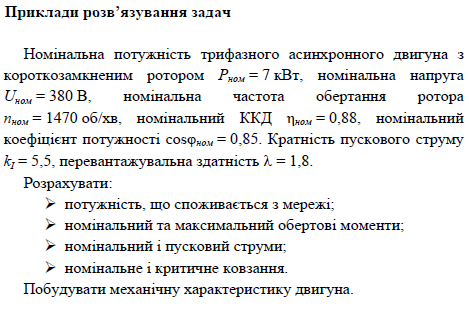 Приклади розв’язування задач
Номінальна потужність трифазного асинхронного двигуна з
короткозамкненим ротором Pном = 7 кВт, номінальна напруга
Uном = 380 В, номінальна частота обертання ротора
nном = 1470 об/хв, номінальний ККД ηном = 0,88, номінальний
коефіцієнт потужності cosφном = 0,85. Кратність пускового струму
kI = 5,5, перевантажувальна здатність λ = 1,8.
Розрахувати:
➢ потужність, що споживається з мережі;
➢ номінальний та максимальний обертові моменти;
➢ номінальний і пусковий струми;
➢ номінальне і критичне ковзання.
Побудувати механічну характеристику двигуна.